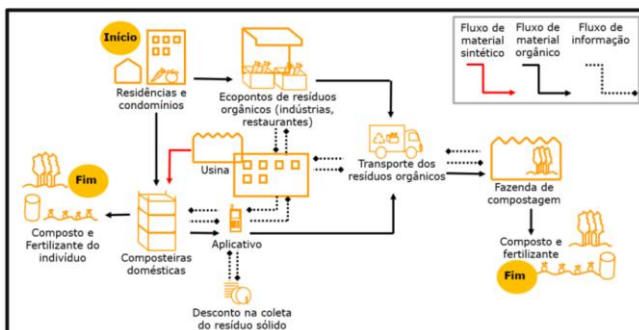 Início
Residências e
condomínios
Ecopontos de resíduos
orgânicos (indústrias,
restaurantes)
Fluxo de
material
sintético
Fluxo de
material
orgânico
Fluxo de
informação
Usina
Transporte dos
resíduos orgânicos
Fazenda de
compostagem
Fim
Composto e
Fertilizante do
indivíduo
Composteiras
domésticas
Aplicativo
Composto e
fertilizante
Fim
Desconto na coleta
do resíduo sólido